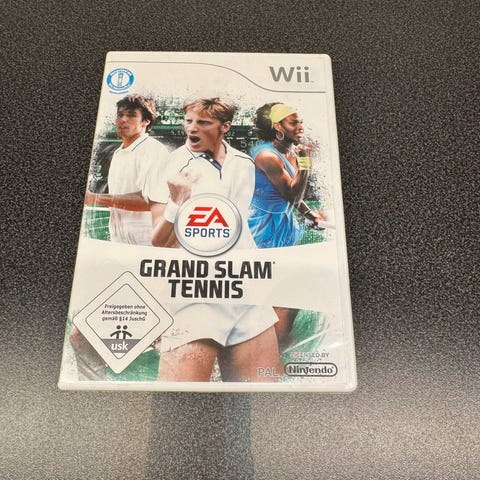 Wii
EA
SPORTS
GRAND SLAM
TENNIS
Freigegeben ohne
Altersbeschränkung
gemäß §14 JuSchG
usk
PAL
LICENSED BY
Nintendo